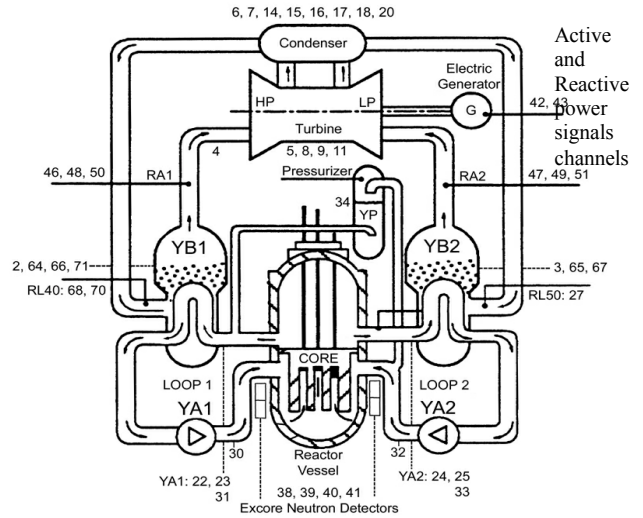 6, 7, 14, 15, 16, 17, 18, 20
Condenser
Active
and
Reactive
power
signals
channels
Electric
Generator
42, 43
HP
LP
G
Turbine
4
5, 8, 9, 11
46, 48, 50
RA1
Pressurizer
RA2
47, 49, 51
34
YP
YB1
YB2
2, 64, 66, 71
3, 65, 67
RL40: 68, 70
RL50: 27
CORE
LOOP 1
LOOP 2
YA1
YA2
30
32
Reactor
Vessel
YA1: 22, 23
31
YA2: 24, 25
33
38, 39, 40, 41
Excore Neutron Detectors